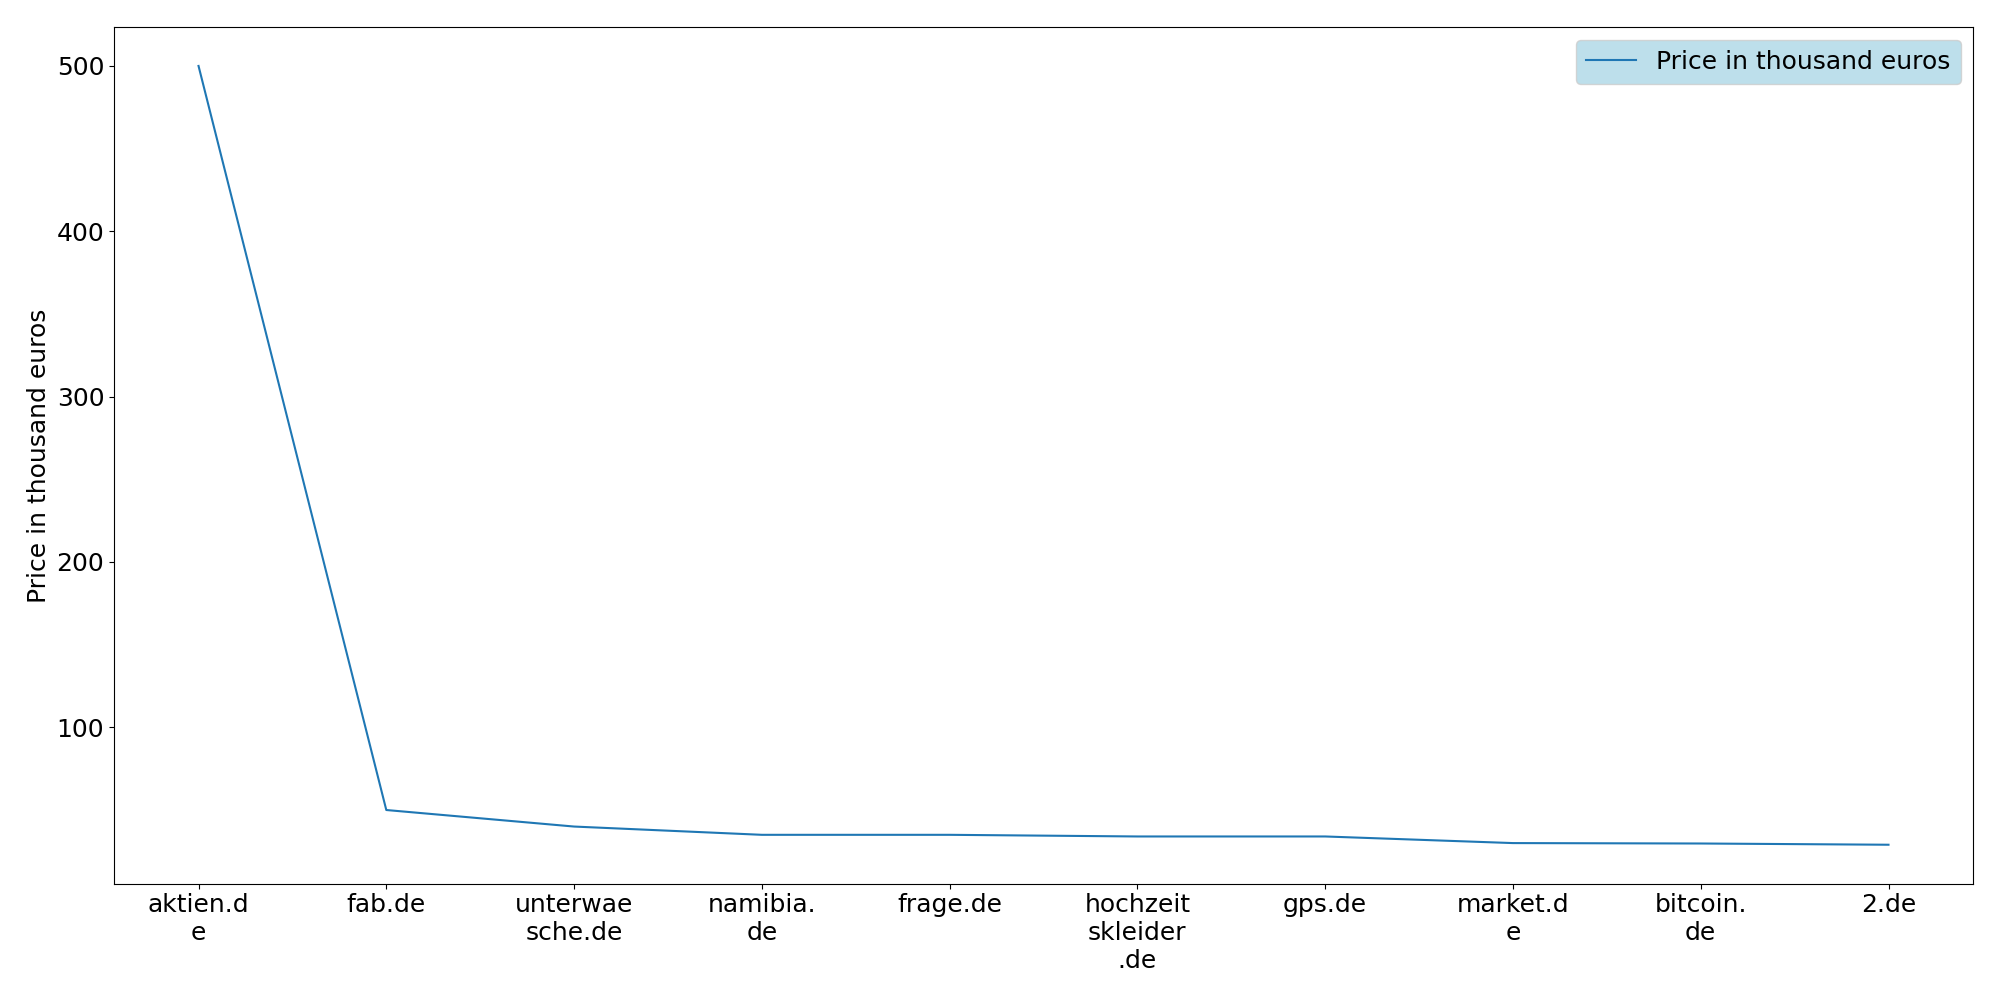 Price in thousand euros
500
400
300
200
100
Price in thousand euros
aktien.d
e
fab.de
unterwae
sche.de
namibia.
de
frage.de
hochzeit
skleider
.de
gps.de
market.d
e
bitcoin.
de
2.de